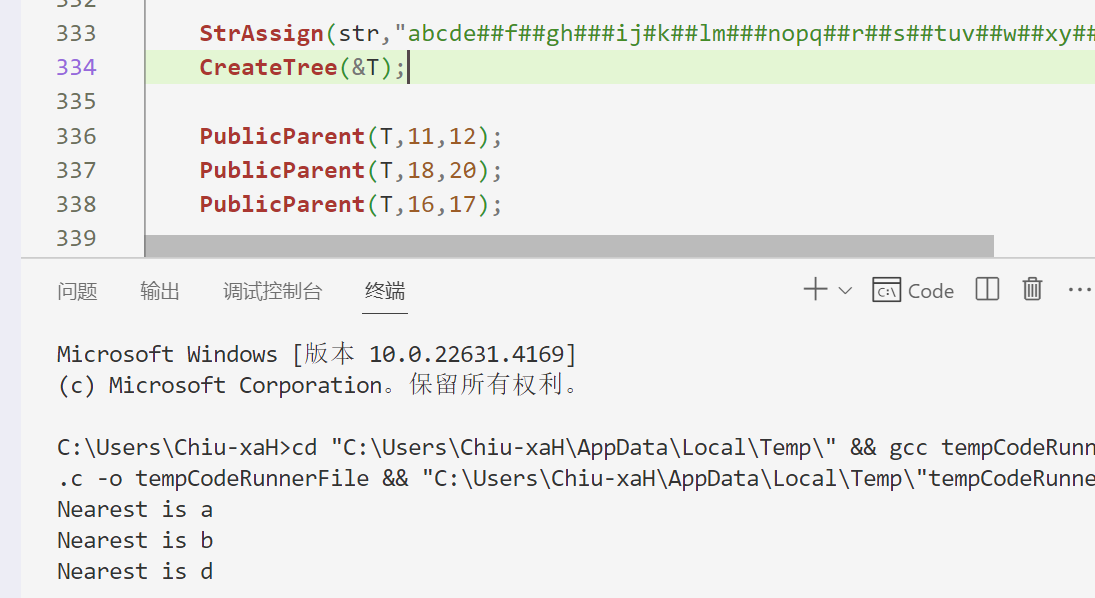 332
333 StrAssign(str,"abcde##f##gh###ij#k##lm###nopq##r##s##tuv##w##xy##
334 CreateTree(&T);
335
336 PublicParent(T,11,12);
337 PublicParent(T,18,20);
338 PublicParent(T,16,17);
339
问题 输出 调试控制台 终端 Code
Microsoft Windows [版本 10.0.22631.4169]
(c) Microsoft Corporation。保留所有权利。
C:\Users\Chiu-xaH>cd "C:\Users\Chiu-xaH\AppData\Local\Temp\" && gcc tempCodeRunn
.c -o tempCodeRunnerFile && "C:\Users\Chiu-xaH\AppData\Local\Temp\"tempCodeRunne
Nearest is a
Nearest is b
Nearest is d